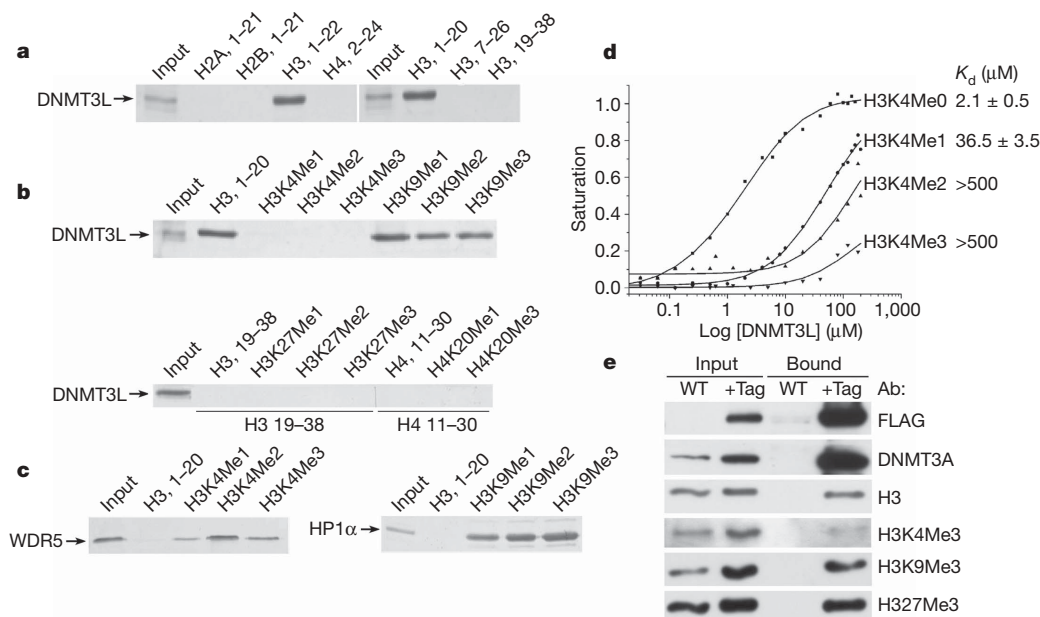 a
Input
H2A, 1–21
H2B, 1–21
H3, 1–22
H4, 2–24
Input
H3, 1–20
H3, 7–26
H3, 19–38
DNMT3L
b
Input
H3, 1–20
H3K4Me1
H3K4Me2
H3K4Me3
H3K9Me1
H3K9Me2
H3K9Me3
DNMT3L
Input
H3, 19–38
H3K27Me1
H3K27Me2
H3K27Me3
H4, 11–30
H4K20Me1
H4K20Me3
DNMT3L
H3 19–38
H4 11–30
c
Input
H3, 1–20
H3K4Me1
H3K4Me2
H3K4Me3
WDR5
Input
H3, 1–20
H3K9Me1
H3K9Me2
H3K9Me3
HP1α
d
Kd (μM)
H3K4Me0 2.1 ± 0.5
H3K4Me1 36.5 ± 3.5
H3K4Me2 >500
H3K4Me3 >500
Saturation
1.0
0.8
0.6
0.4
0.2
0.0
0.1
1
10
100
1,000
Log [DNMT3L] (μM)
e
Input Bound
WT +Tag WT +Tag Ab:
FLAG
DNMT3A
H3
H3K4Me3
H3K9Me3
H327Me3